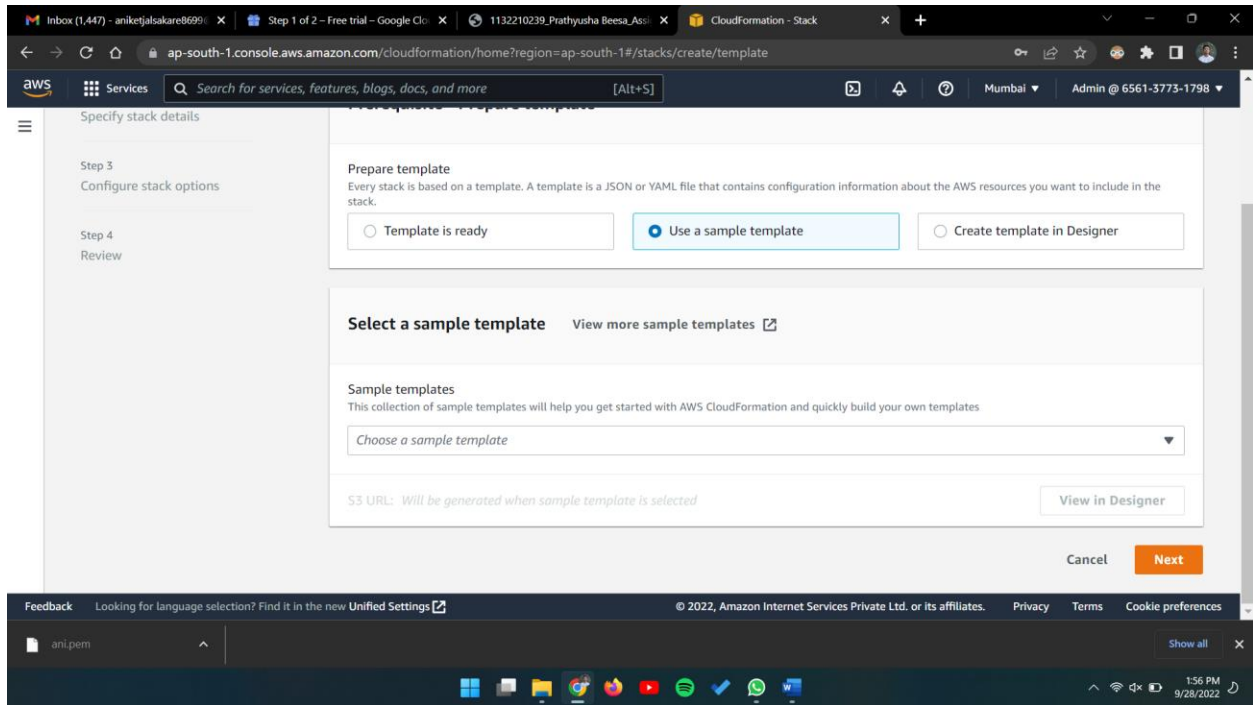 Inbox (1,447) - aniketjalsakare8699
Step 1 of 2 – Free trial – Google Clo
1132210239_Prathyusha Beesa_Assi
CloudFormation - Stack
ap-south-1.console.aws.amazon.com/cloudformation/home?region=ap-south-1#/stacks/create/template
aws
Services
Search for services, features, blogs, docs, and more
[Alt+S]
Mumbai
Admin @ 6561-3773-1798
Specify stack details
Step 3
Configure stack options
Step 4
Review
Prerequisite - Prepare template
Prepare template
Every stack is based on a template. A template is a JSON or YAML file that contains configuration information about the AWS resources you want to include in the
stack.
Template is ready
Use a sample template
Create template in Designer
Select a sample template
View more sample templates
Sample templates
This collection of sample templates will help you get started with AWS CloudFormation and quickly build your own templates
Choose a sample template
S3 URL: Will be generated when sample template is selected
View in Designer
Cancel
Next
Feedback
Looking for language selection? Find it in the new Unified Settings
© 2022, Amazon Internet Services Private Ltd. or its affiliates.
Privacy
Terms
Cookie preferences
ani.pem
Show all
1:56 PM
9/28/2022